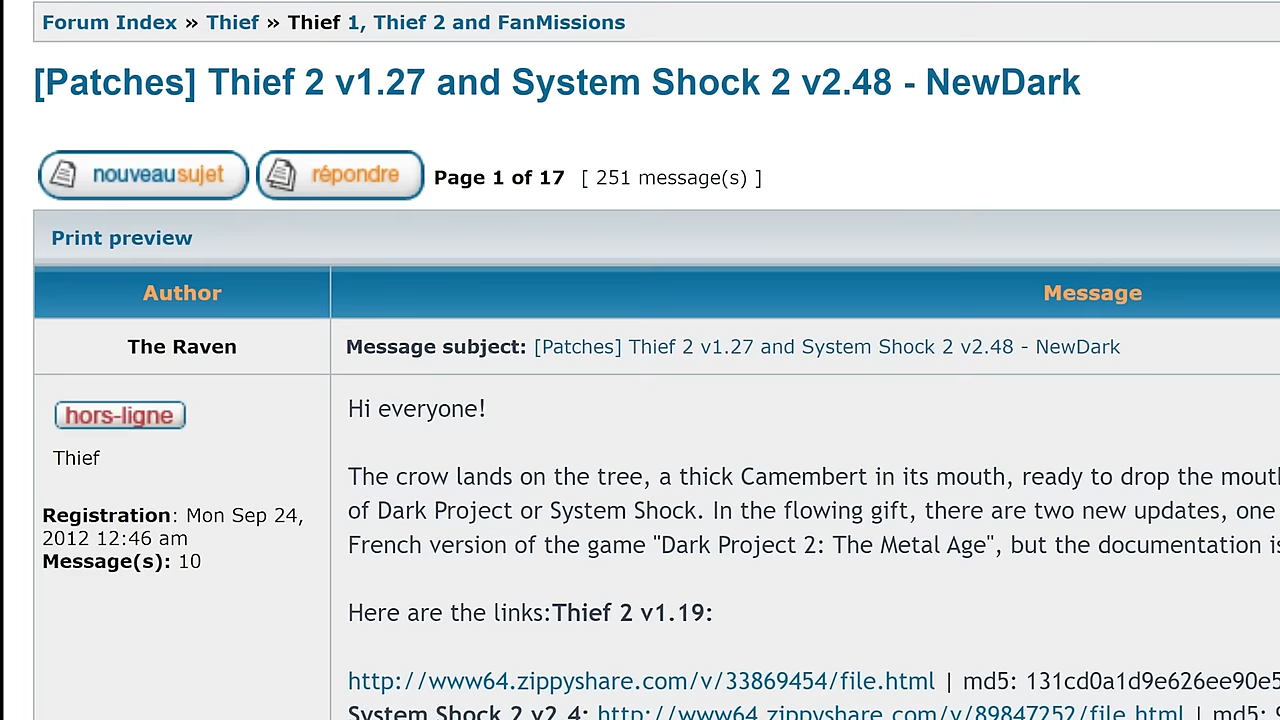 Forum Index » Thief » Thief 1, Thief 2 and FanMissions
[Patches] Thief 2 v1.27 and System Shock 2 v2.48 - NewDark
nouveausujet répondre Page 1 of 17 [ 251 message(s) ]
Print preview
Author Message
The Raven Message subject: [Patches] Thief 2 v1.27 and System Shock 2 v2.48 - NewDark
hors-ligne
Thief
Registration: Mon Sep 24,
2012 12:46 am
Message(s): 10
Hi everyone!
The crow lands on the tree, a thick Camembert in its mouth, ready to drop the
of Dark Project or System Shock. In the flowing gift, there are two new updates, one
French version of the game "Dark Project 2: The Metal Age", but the documentation
Here are the links:Thief 2 v1.19:
http://www64.zippyshare.com/v/33869454/file.html | md5: 131cd0a1d9e626ee90e5
System Shock 2 v2.4: http://www64.zippyshare.com/v/89847252/file.html | md5: